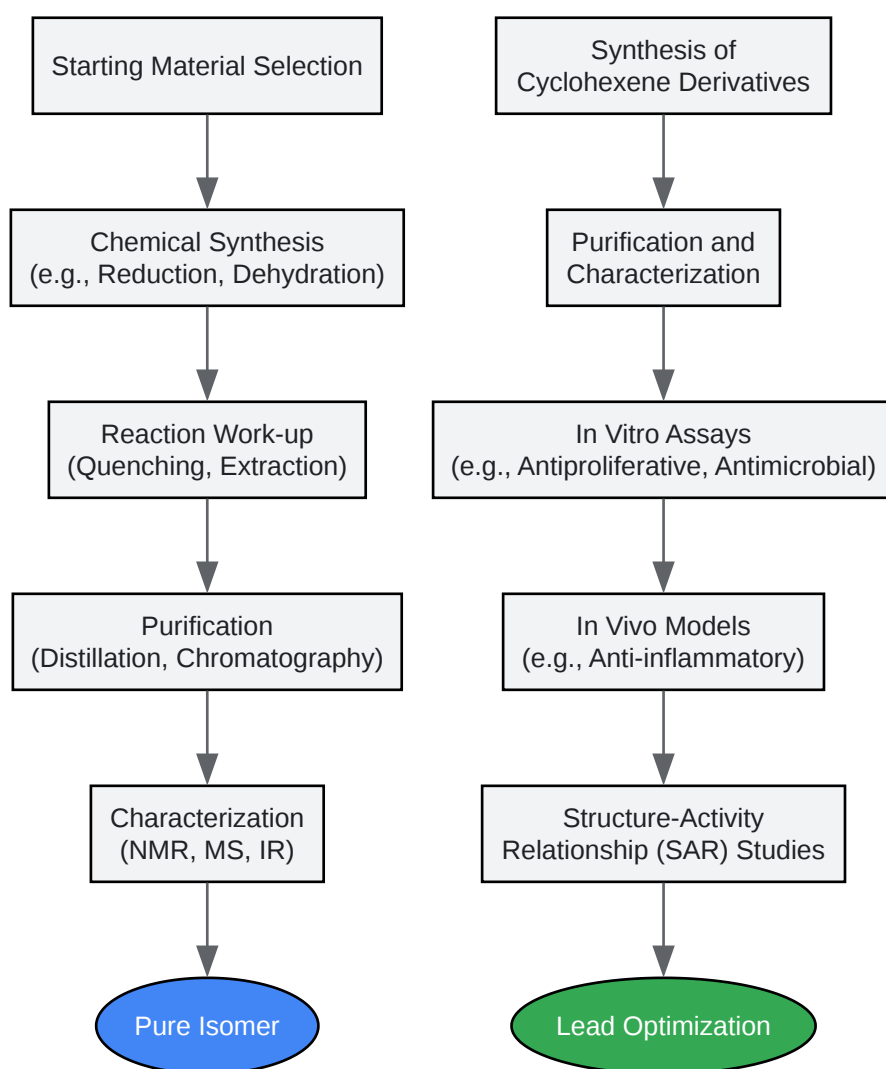 Starting Material Selection
Chemical Synthesis
(e.g., Reduction, Dehydration)
Reaction Work-up
(Quenching, Extraction)
Purification
(Distillation, Chromatography)
Characterization
(NMR, MS, IR)
Pure Isomer
Synthesis of
Cyclohexene Derivatives
Purification and
Characterization
In Vitro Assays
(e.g., Antiproliferative, Antimicrobial)
In Vivo Models
(e.g., Anti-inflammatory)
Structure-Activity
Relationship (SAR) Studies
Lead Optimization